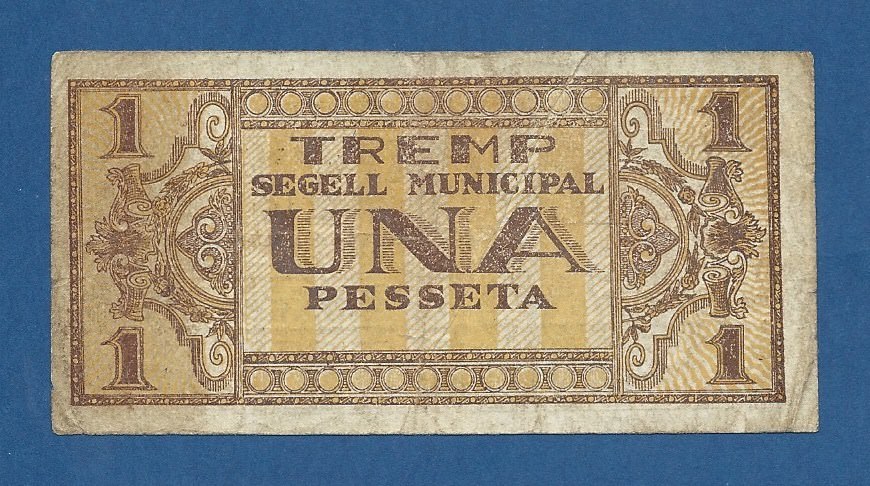 1 1
TREMP
SEGELL MUNICIPAL
UNA
PESSETA
1 1